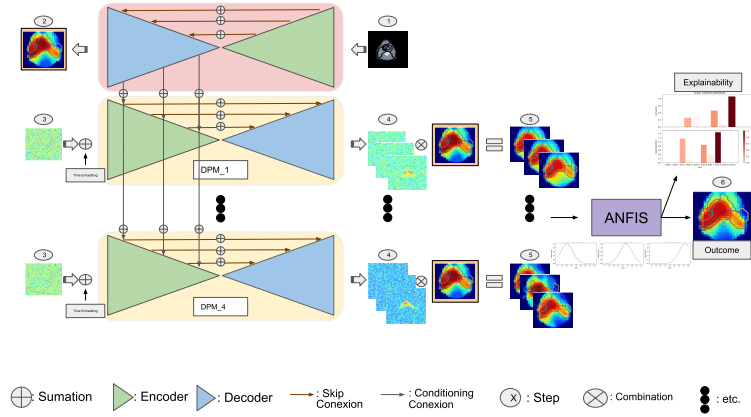 2
1
Explainability
3
4
5
DPM_1
Time Embedding
6
ANFIS
Outcome
3
4
5
DPM_4
Time Embedding
: Sumation
: Encoder
: Decoder
: Skip
Conexion
: Conditioning
Conexion
x
: Step
: Combination
: etc.